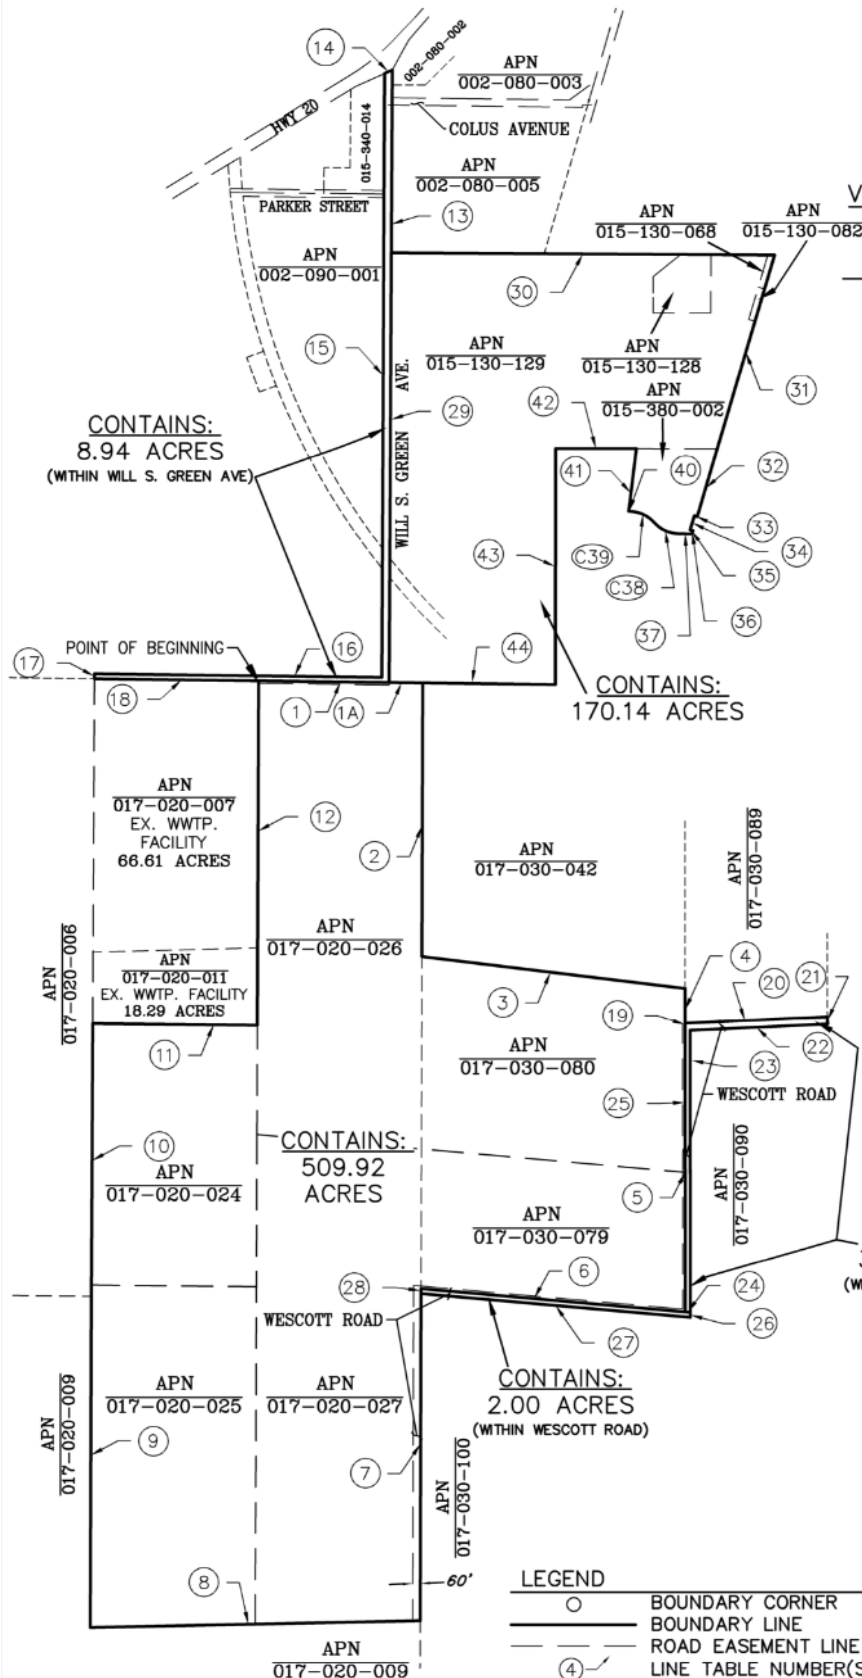 14
002-080-002
APN
002-080-003
HWY 20
COLUS AVENUE
015-340-014
APN
002-080-005
PARKER STREET
13
V
APN
015-130-068
APN
015-130-082
APN
002-090-001
30
15
AVE.
APN
015-130-129
APN
015-130-128
31
APN
015-380-002
CONTAINS:
8.94 ACRES
(WITHIN WILL S. GREEN AVE)
29
42
WILL S. GREEN
41
40
32
33
34
43
C39
35
C38
36
37
POINT OF BEGINNING
16
17
44
18
1
1A
CONTAINS:
170.14 ACRES
APN
017-020-007
EX. WWTP.
FACILITY
66.61 ACRES
12
2
APN
017-030-042
APN
017-030-089
APN
017-020-006
APN
017-020-026
APN
017-020-011
EX. WWTP. FACILITY
18.29 ACRES
3
4
20
21
19
11
22
APN
017-030-080
23
WESCOTT ROAD
25
10
CONTAINS:
509.92
ACRES
APN
017-020-024
5
APN
017-030-090
APN
017-030-079
6
28
24
(WI
WESCOTT ROAD
26
27
CONTAINS:
2.00 ACRES
(WITHIN WESCOTT ROAD)
APN
017-020-009
APN
017-020-025
APN
017-020-027
9
7
APN
017-030-100
8
60'
LEGEND
BOUNDARY CORNER
BOUNDARY LINE
ROAD EASEMENT LINE
4
LINE TABLE NUMBER(S
APN
017-020-009